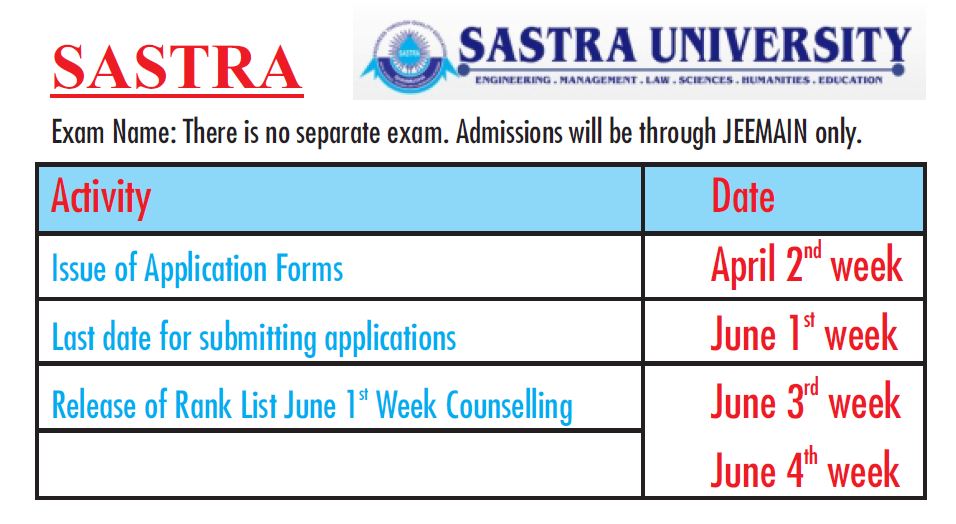 SASTRA
SASTRA UNIVERSITY
ENGINEERING . MANAGEMENT . LAW . SCIENCES . HUMANITIES . EDUCATION
Exam Name: There is no separate exam. Admissions will be through JEEMAIN only.
Activity Date
Issue of Application Forms April 2nd week
Last date for submitting applications June 1st week
Release of Rank List June 1st Week Counselling June 3rd week
June 4th week